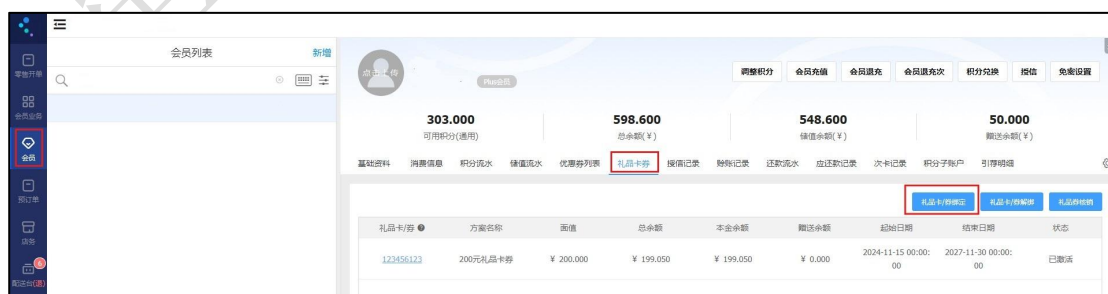 会员列表
新增
零售开单
会员业务
会员
预订单
店务
6
配送台(退)
点击上传
Plus会员
调整积分 会员充值 会员退充 会员退充次 积分兑换 授信 免密设置
303.000 598.600 548.600 50.000
可用积分(通用) 总余额(¥) 储值余额(¥) 赠送余额(¥)
基础资料 消费信息 积分流水 储值流水 优惠券列表 礼品卡券 授信记录 赊账记录 还款流水 应还款记录 次卡记录 积分子账户 引荐明细
礼品卡/券绑定 礼品卡/券解绑 礼品券核销
礼品卡/券 方案名称 面值 总余额 本金余额 赠送余额 起始日期 结束日期 状态
123456123 200元礼品卡券 ¥ 200.000 ¥ 199.050 ¥ 199.050 ¥ 0.000 2024-11-15 00:00:00 2027-11-30 00:00:00 已激活